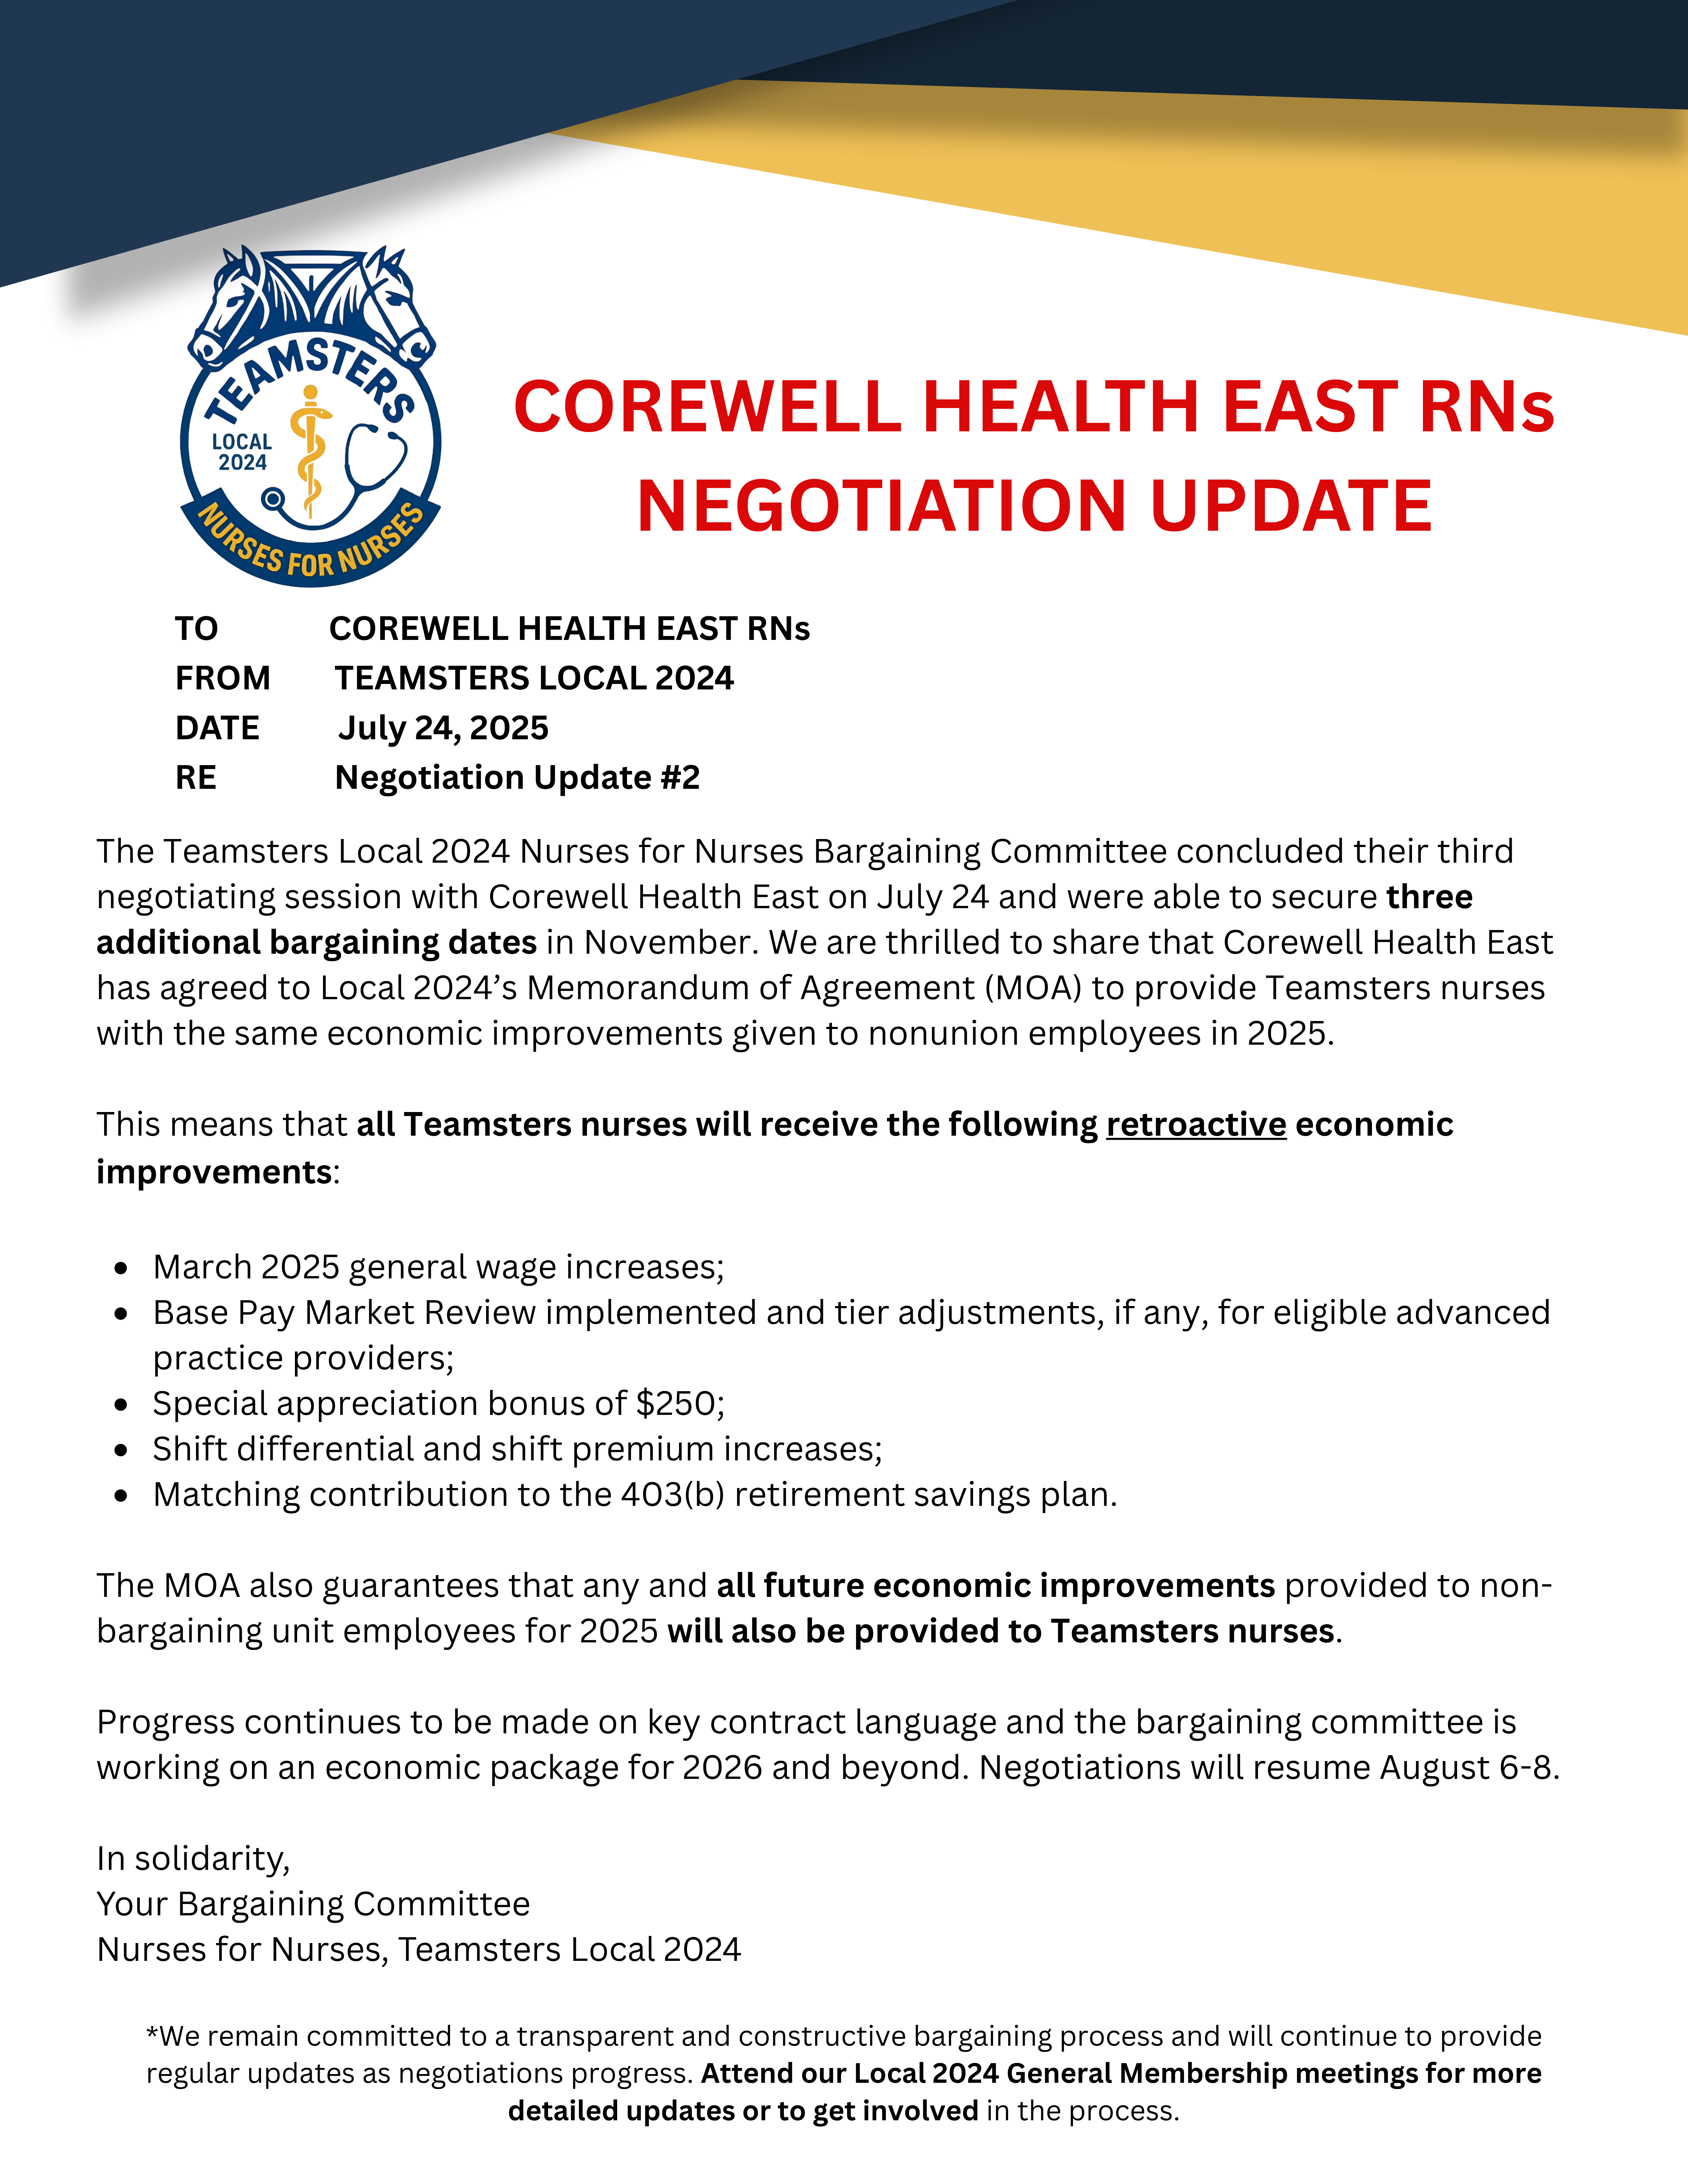 TEAMSTERS
LOCAL
2024
NURSES FOR NURSES
COREWELL HEALTH EAST RNs
NEGOTIATION UPDATE
TO COREWELL HEALTH EAST RNs
FROM TEAMSTERS LOCAL 2024
DATE July 24, 2025
RE Negotiation Update #2
The Teamsters Local 2024 Nurses for Nurses Bargaining Committee concluded their third
negotiating session with Corewell Health East on July 24 and were able to secure three
additional bargaining dates in November. We are thrilled to share that Corewell Health East
has agreed to Local 2024’s Memorandum of Agreement (MOA) to provide Teamsters nurses
with the same economic improvements given to nonunion employees in 2025.
This means that all Teamsters nurses will receive the following retroactive economic
improvements:
• March 2025 general wage increases;
• Base Pay Market Review implemented and tier adjustments, if any, for eligible advanced
practice providers;
• Special appreciation bonus of $250;
• Shift differential and shift premium increases;
• Matching contribution to the 403(b) retirement savings plan.
The MOA also guarantees that any and all future economic improvements provided to non-
bargaining unit employees for 2025 will also be provided to Teamsters nurses.
Progress continues to be made on key contract language and the bargaining committee is
working on an economic package for 2026 and beyond. Negotiations will resume August 6-8.
In solidarity,
Your Bargaining Committee
Nurses for Nurses, Teamsters Local 2024
*We remain committed to a transparent and constructive bargaining process and will continue to provide
regular updates as negotiations progress. Attend our Local 2024 General Membership meetings for more
detailed updates or to get involved in the process.